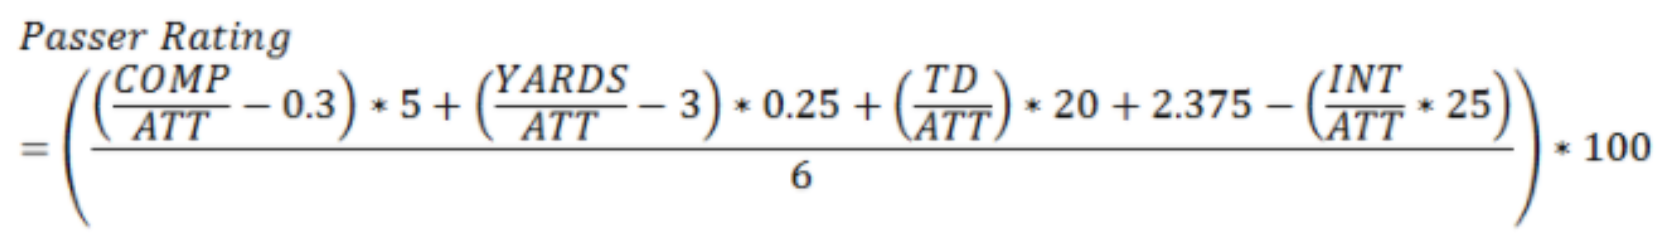 Passer Rating
= (((COMP/ATT − 0.3) * 5 + (YARDS/ATT − 3) * 0.25 + (TD/ATT) * 20 + 2.375 − (INT/ATT * 25))/6) * 100